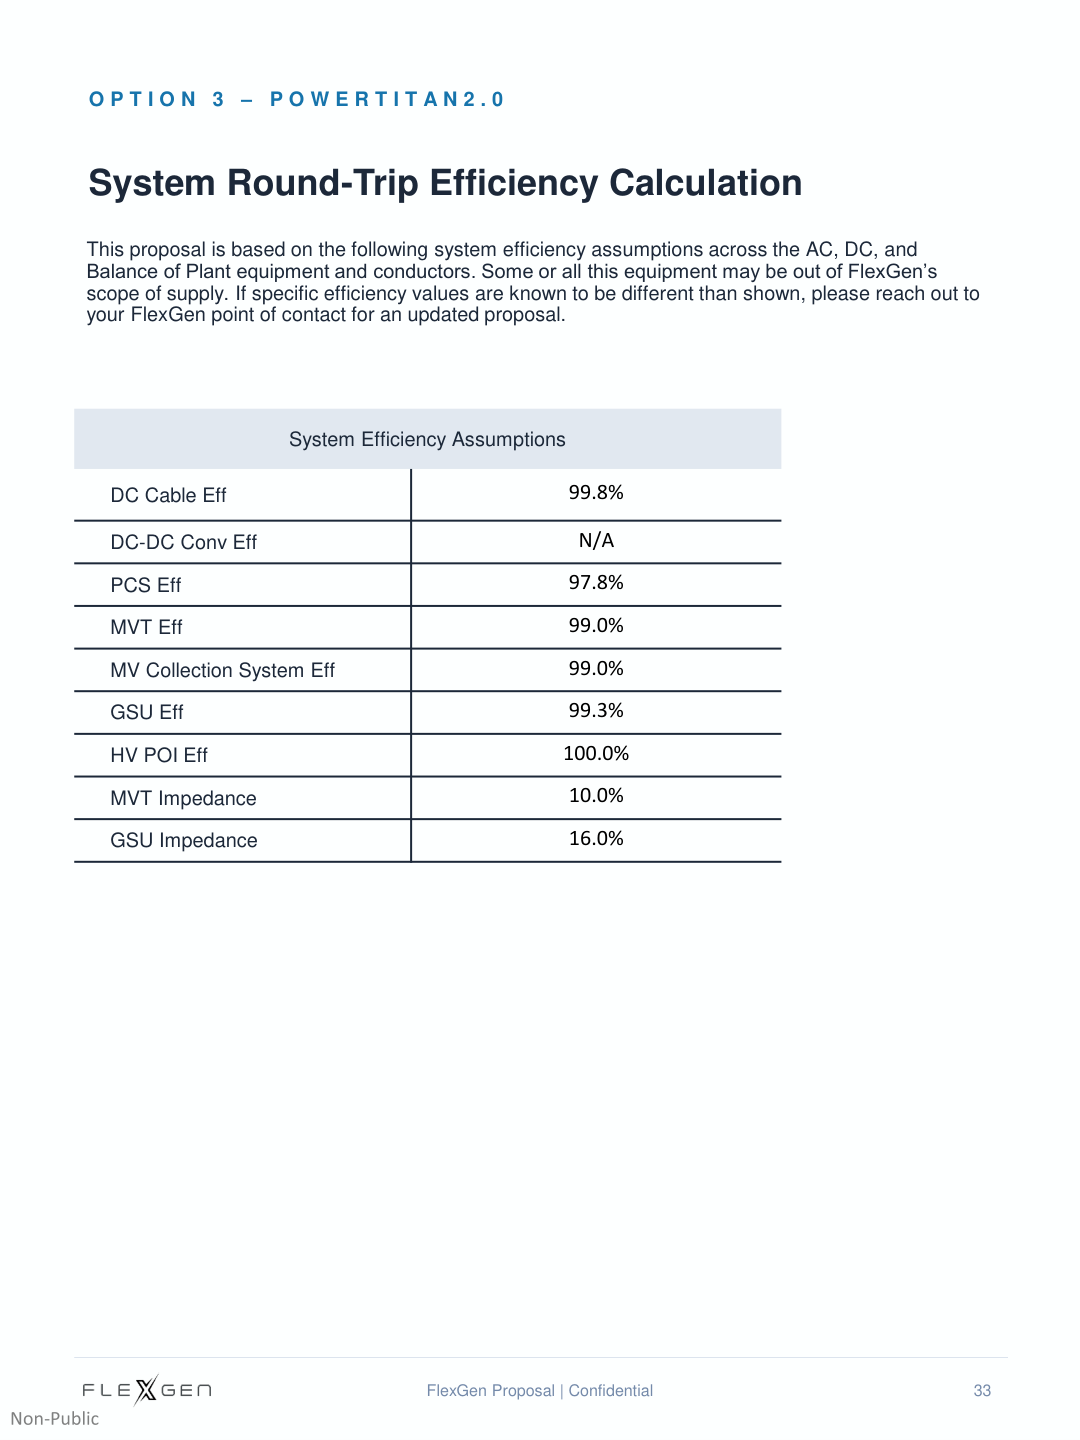 OPTION 3 – POWERTITAN2.0
System Round-Trip Efficiency Calculation
This proposal is based on the following system efficiency assumptions across the AC, DC, and
Balance of Plant equipment and conductors. Some or all this equipment may be out of FlexGen’s
scope of supply. If specific efficiency values are known to be different than shown, please reach out to
your FlexGen point of contact for an updated proposal.
System Efficiency Assumptions
DC Cable Eff 99.8%
DC-DC Conv Eff N/A
PCS Eff 97.8%
MVT Eff 99.0%
MV Collection System Eff 99.0%
GSU Eff 99.3%
HV POI Eff 100.0%
MVT Impedance 10.0%
GSU Impedance 16.0%
FLEXGEN FlexGen Proposal | Confidential 33
Non-Public